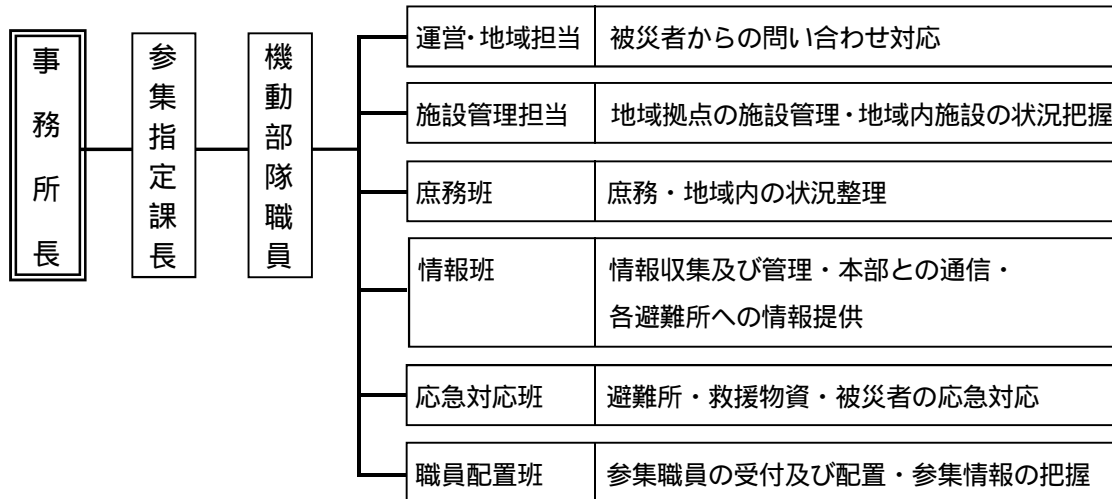 事務所長
参集指定課長
機動部隊職員
運営・地域担当 被災者からの問い合わせ対応
施設管理担当 地域拠点の施設管理・地域内施設の状況把握
庶務班 庶務・地域内の状況整理
情報班 情報収集及び管理・本部との通信・
各避難所への情報提供
応急対応班 避難所・救援物資・被災者の応急対応
職員配置班 参集職員の受付及び配置・参集情報の把握